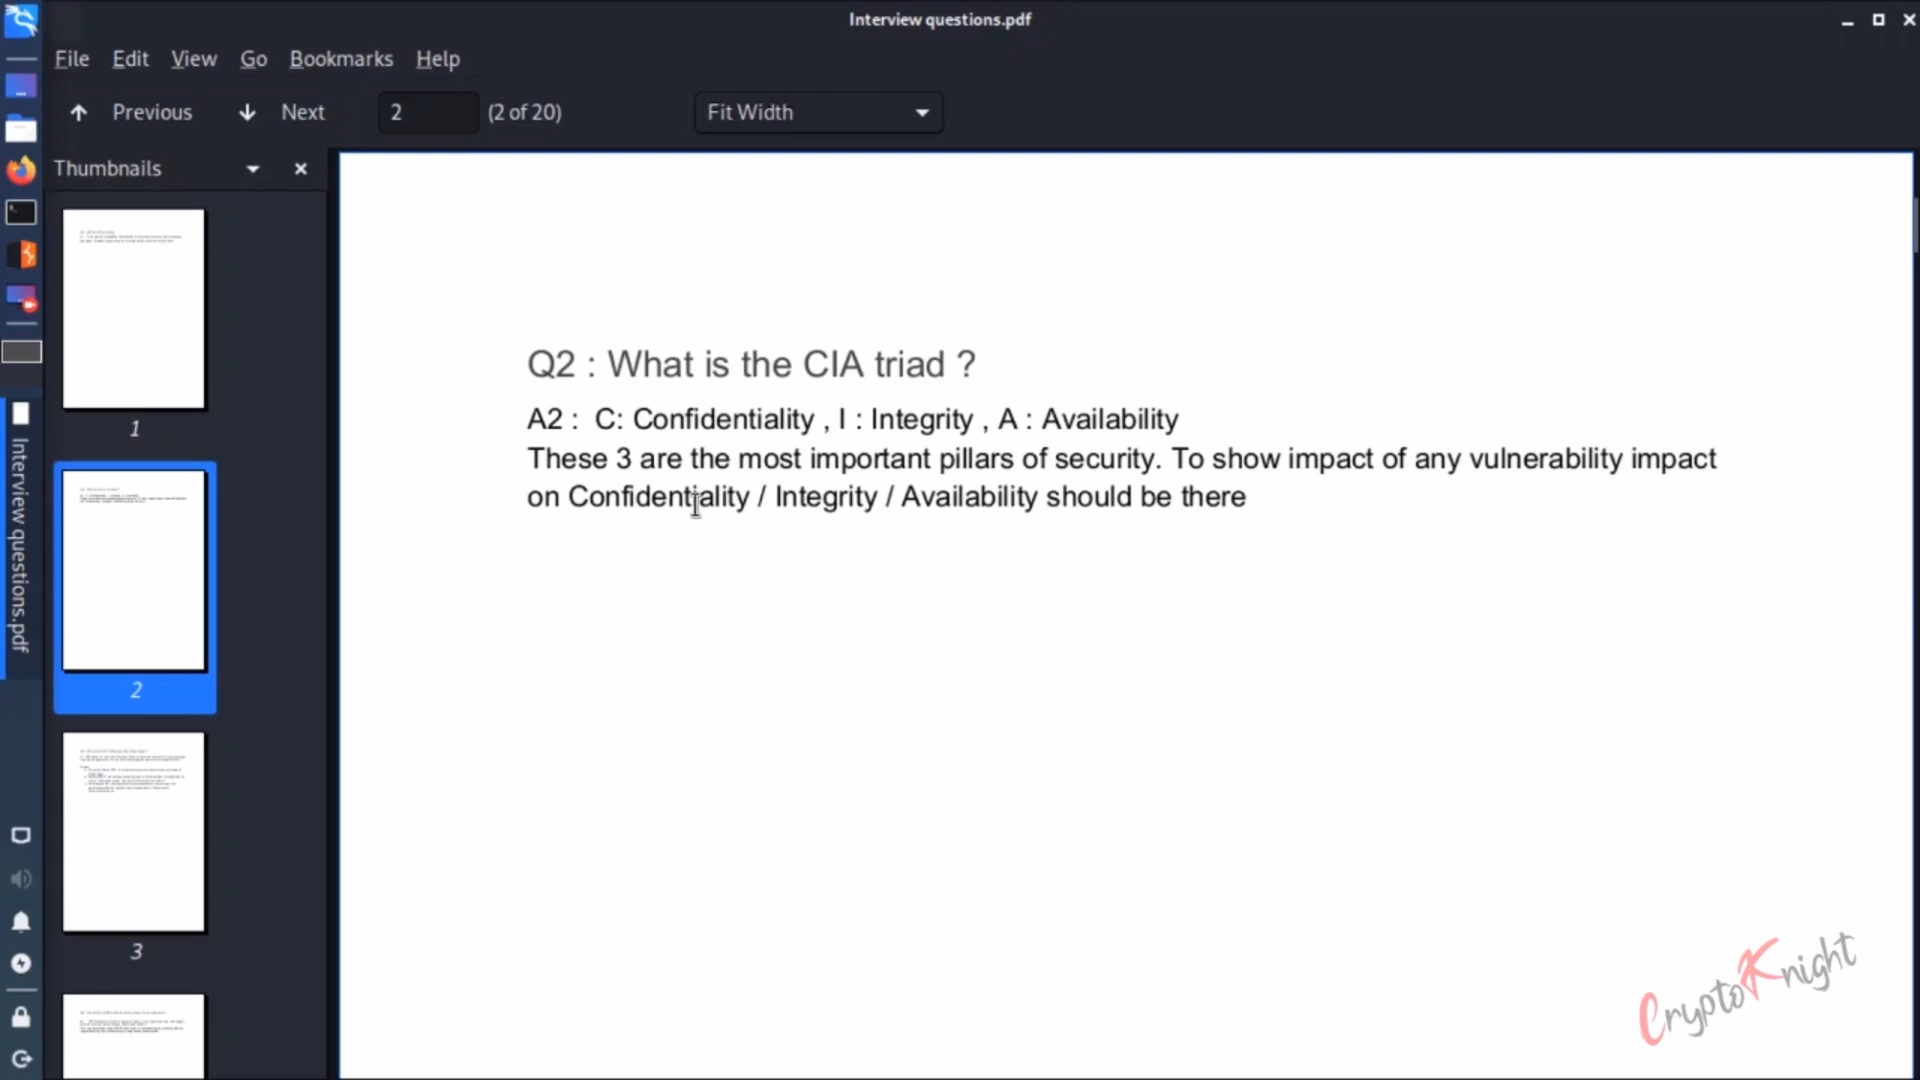 Interview questions.pdf
File Edit View Go Bookmarks Help
Previous Next 2 (2 of 20) Fit Width
Thumbnails
1
2
3
Interview questions.pdf
Q2 : What is the CIA triad ?
A2 : C: Confidentiality , I : Integrity , A : Availability
These 3 are the most important pillars of security. To show impact of any vulnerability impact
on Confidentiality / Integrity / Availability should be there
CryptoKnight